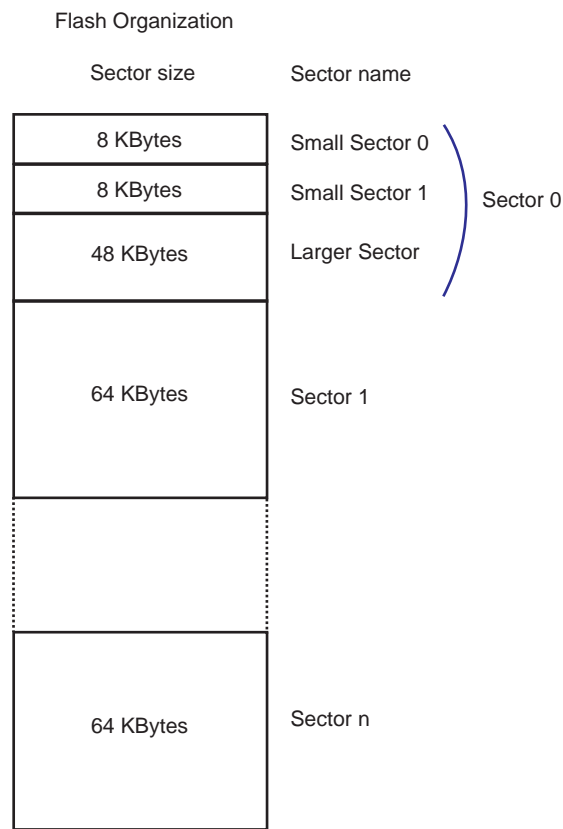 Flash Organization
Sector size Sector name
8 KBytes Small Sector 0
8 KBytes Small Sector 1
Sector 0
48 KBytes Larger Sector
64 KBytes Sector 1
64 KBytes Sector n